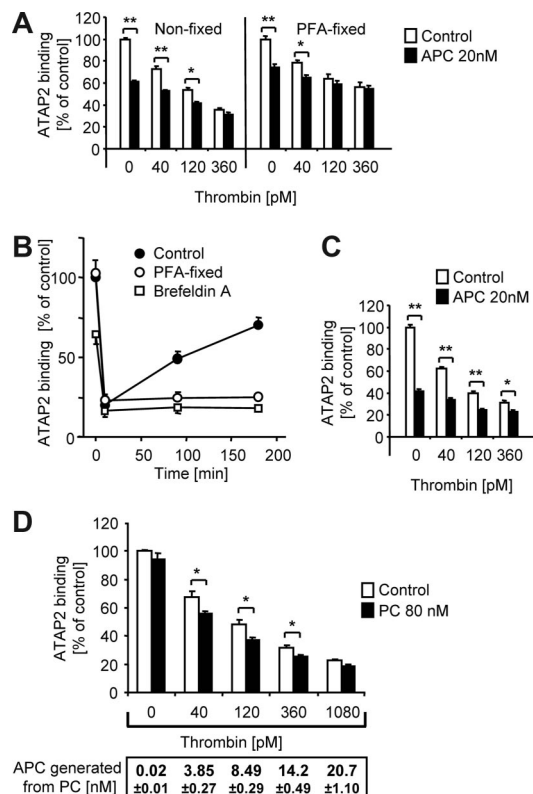 A
Non-fixed PFA-fixed
Control
APC 20nM
ATAP2 binding
[% of control]
120
100
80
60
40
20
0
** ** * ** *
0 40 120 360 0 40 120 360
Thrombin [pM]
B
Control
PFA-fixed
Brefeldin A
ATAP2 binding [% of control]
100
75
50
25
0
0 50 100 150 200
Time [min]
C
Control
APC 20nM
ATAP2 binding
[% of control]
120
100
80
60
40
20
0
** ** ** *
0 40 120 360
Thrombin [pM]
D
Control
PC 80 nM
ATAP2 binding
[% of control]
120
100
80
60
40
20
0
* * *
0 40 120 360 1080
Thrombin [pM]
APC generated from PC [nM]
0.02 3.85 8.49 14.2 20.7
±0.01 ±0.27 ±0.29 ±0.49 ±1.10